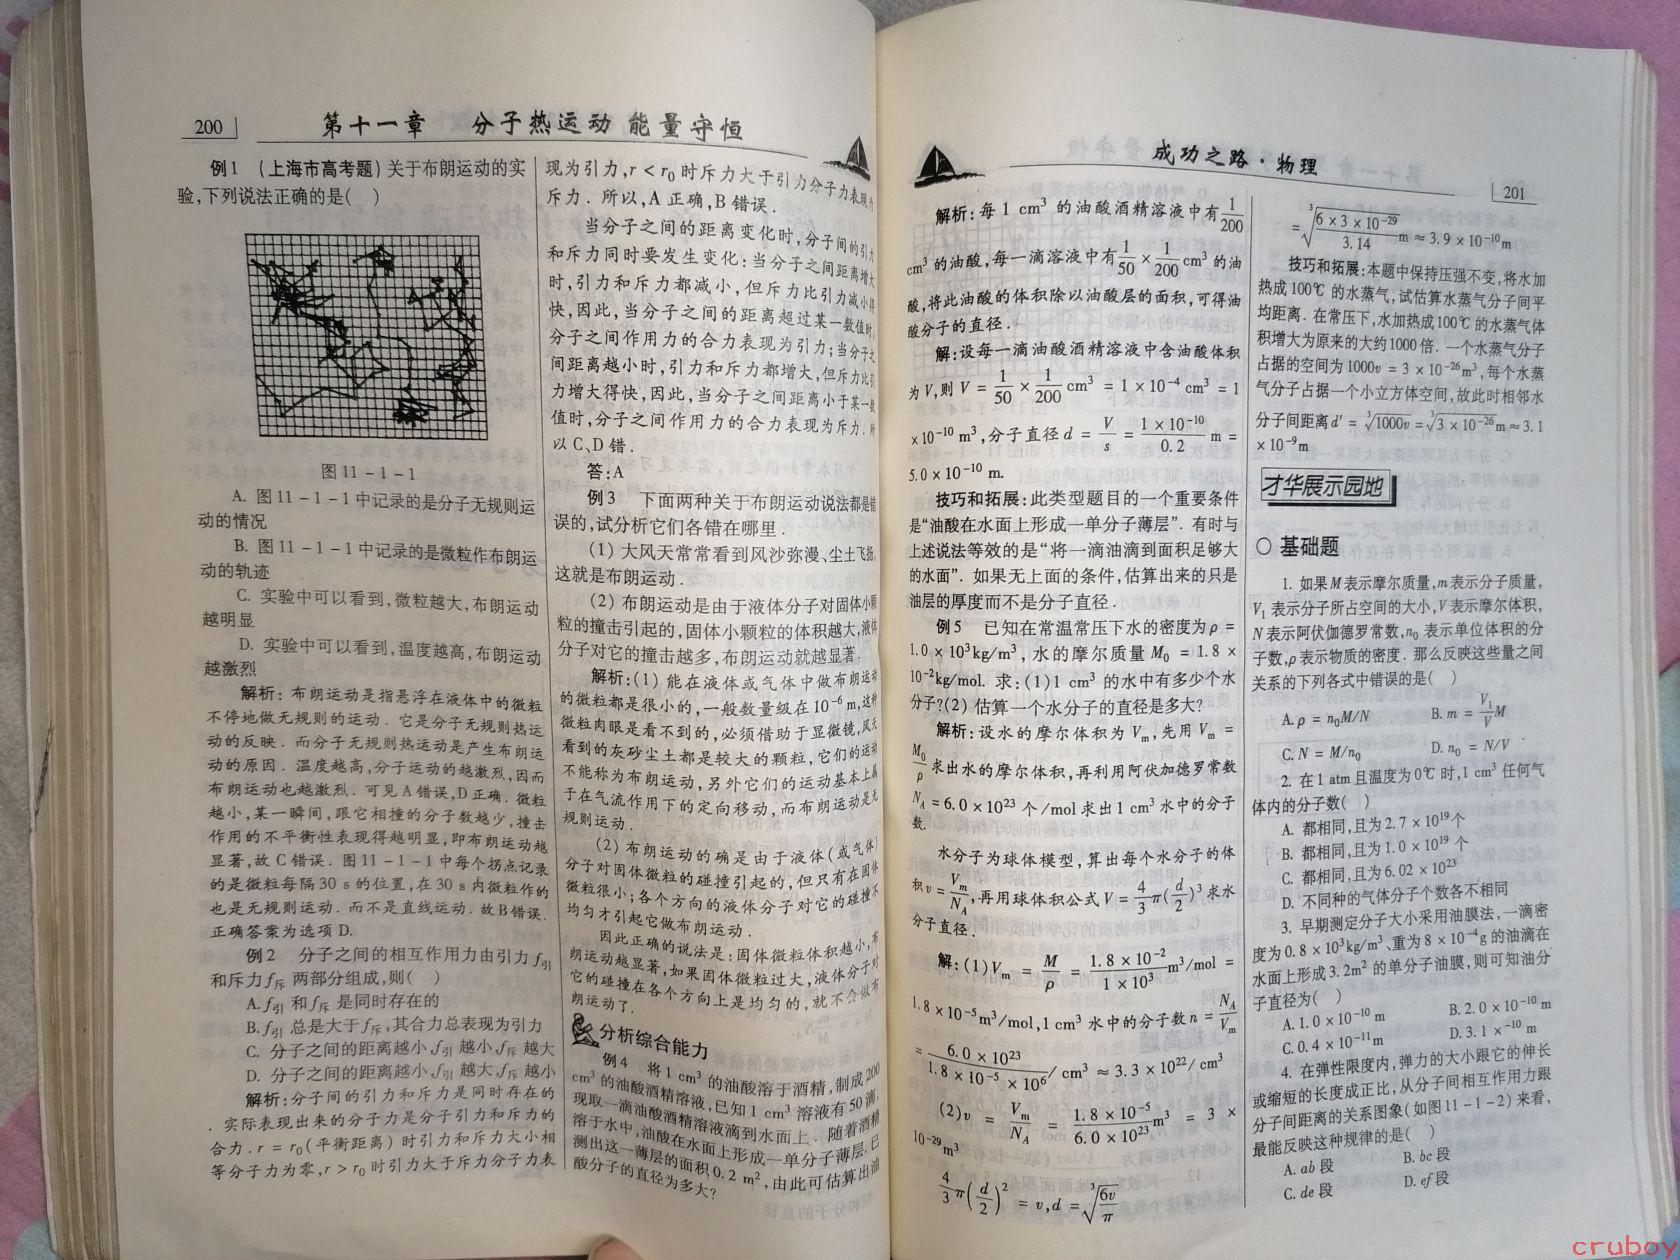 200
第十一章 分子热运动 能量守恒
例1 (上海市高考题)关于布朗运动的实
验,下列说法正确的是( )
图11-1-1
A. 图11-1-1中记录的是分子无规则运
动的情况
B. 图11-1-1中记录的是微粒作布朗运
动的轨迹
C. 实验中可以看到,微粒越大,布朗运动
越明显
D. 实验中可以看到,温度越高,布朗运动
越激烈
解析:布朗运动是指悬浮在液体中的微粒
不停地做无规则的运动.它是分子无规则热运
动的反映.而分子无规则热运动是产生布朗运
动的原因.温度越高,分子运动的越激烈,因而
布朗运动也越激烈.可见A错误,D正确.微粒
越小,某一瞬间,跟它相撞的分子数越少,撞击
作用的不平衡性表现得越明显,即布朗运动越
显著,故C错误.图11-1-1中每个拐点记录
的是微粒每隔30 s的位置,在30 s内微粒作的
也是无规则运动.而不是直线运动.故B错误.
正确答案为选项D.
例2 分子之间的相互作用力由引力f引
和斥力f斥两部分组成,则( )
A.f引和f斥是同时存在的
B.f引总是大于f斥,其合力总表现为引力
C. 分子之间的距离越小,f引越小,f斥越大
D. 分子之间的距离越小,f引越大,f斥越小
解析:分子间的引力和斥力是同时存在的
.实际表现出来的分子力是分子引力和斥力的
合力.r=r₀(平衡距离)时引力和斥力大小相
等分子力为零,r>r₀时引力大于斥力分子力表
现为引力,r<r₀时斥力大于引力分子力表现为
斥力.所以,A正确,B错误.
当分子之间的距离变化时,分子间的引力
和斥力同时要发生变化:当分子之间距离增大
时,引力和斥力都减小,但斥力比引力减小得
快,因此,当分子之间的距离超过某一数值时,
分子之间作用力的合力表现为引力;当分子之
间距离越小时,引力和斥力都增大,但斥力比引
力增大得快,因此,当分子之间距离小于某一数
值时,分子之间作用力的合力表现为斥力.所
以C、D错.
答:A
例3 下面两种关于布朗运动说法都是错
误的,试分析它们各错在哪里.
(1)大风天常常看到风沙弥漫、尘土飞扬,
这就是布朗运动.
(2)布朗运动是由于液体分子对固体小颗
粒的撞击引起的,固体小颗粒的体积越大,液体
分子对它的撞击越多,布朗运动就越显著.
解析:(1)能在液体或气体中做布朗运动
的微粒都是很小的,一般数量级在10⁻⁶m,这种
微粒肉眼是看不到的,必须借助于显微镜,风天
看到的灰砂尘土都是较大的颗粒,它们的运动
不能称为布朗运动,另外它们的运动基本上属
于在气流作用下的定向移动,而布朗运动是无
规则运动.
(2)布朗运动的确是由于液体(或气体)
分子对固体微粒的碰撞引起的,但只有在固体
微粒很小;各个方向的液体分子对它的碰撞不
均匀才引起它做布朗运动.
因此正确的说法是:固体微粒体积越小,布
朗运动越显著,如果固体微粒过大,液体分子对
它的碰撞在各个方向上是均匀的,就不会做布
朗运动了.
分析综合能力
例4 将1 cm³的油酸溶于酒精,制成200
cm³的油酸酒精溶液,已知1 cm³溶液有50滴,
现取一滴油酸酒精溶液滴到水面上.随着酒精
溶于水中,油酸在水面上形成一单分子薄层.已
测出这一薄层的面积0.2 m²,由此可估算出油
酸分子的直径为多大?
成功之路·物理
201
解析:每1 cm³的油酸酒精溶液中有1/200
cm³的油酸,每一滴溶液中有1/50×1/200cm³的油
酸,将此油酸的体积除以油酸层的面积,可得油
酸分子的直径.
解:设每一滴油酸酒精溶液中含油酸体积
为V,则V=1/50×1/200 cm³=1×10⁻⁴cm³=1
×10⁻¹⁰m³,分子直径d=V/s=1×10⁻¹⁰/0.2 m=
5.0×10⁻¹⁰m.
技巧和拓展:此类型题目的一个重要条件
是“油酸在水面上形成一单分子薄层”.有时与
上述说法等效的是“将一滴油滴到面积足够大
的水面”.如果无上面的条件,估算出来的只是
油层的厚度而不是分子直径.
例5 已知在常温常压下水的密度为ρ=
1.0×10³kg/m³,水的摩尔质量M₀=1.8×
10⁻²kg/mol.求:(1)1 cm³的水中有多少个水
分子?(2)估算一个水分子的直径是多大?
解析:设水的摩尔体积为Vₘ,先用Vₘ=
M₀/ρ求出水的摩尔体积,再利用阿伏加德罗常数
N_A=6.0×10²³个/mol求出1 cm³水中的分子
数.
水分子为球体模型,算出每个水分子的体
积v=Vₘ/N_A,再用球体积公式V=4/3π(d/2)³求水
分子直径.
解:(1)Vₘ=M/ρ=1.8×10⁻²/1×10³ m³/mol=
1.8×10⁻⁵m³/mol,1 cm³水中的分子数n=N_A/Vₘ
=6.0×10²³/1.8×10⁻⁵×10⁶/cm³≈3.3×10²²/cm³
(2)v=Vₘ/N_A=1.8×10⁻⁵/6.0×10²³m³=3×
10⁻²⁹m³
4/3π(d/2)²=v,d=³√(6v/π)
=³√(6×3×10⁻²⁹/3.14)m≈3.9×10⁻¹⁰m
技巧和拓展:本题中保持压强不变,将水加
热成100℃的水蒸气,试估算水蒸气分子间平
均距离.在常压下,水加热成100℃的水蒸气体
积增大为原来的大约1000倍.一个水蒸气分子
占据的空间为1000v=3×10⁻²⁶m³,每个水蒸
气分子占据一个小立方体空间,故此时相邻水
分子间距离d′=³√1000v=³√(3×10⁻²⁶)m≈3.1
×10⁻⁹m
才华展示园地
○ 基础题
1. 如果M表示摩尔质量,m表示分子质量,
V₁表示分子所占空间的大小,V表示摩尔体积,
N表示阿伏伽德罗常数,n₀表示单位体积的分
子数,ρ表示物质的密度.那么反映这些量之间
关系的下列各式中错误的是( )
A.ρ=n₀M/N B.m=V₁/V M
C.N=M/n₀ D.n₀=N/V
2. 在1 atm且温度为0℃时,1 cm³任何气
体内的分子数( )
A. 都相同,且为2.7×10¹⁹个
B. 都相同,且为1.0×10¹⁹个
C. 都相同,且为6.02×10²³
D. 不同种的气体分子个数各不相同
3. 早期测定分子大小采用油膜法,一滴密
度为0.8×10³kg/m³、重为8×10⁻⁴g的油滴在
水面上形成3.2m²的单分子油膜,则可知油分
子直径为( )
A.1.0×10⁻¹⁰m B.2.0×10⁻¹⁰m
C.0.4×10⁻¹¹m D.3.1×⁻¹⁰m
4. 在弹性限度内,弹力的大小跟它的伸长
或缩短的长度成正比,从分子间相互作用力跟
分子间距离的关系图象(如图11-1-2)来看,
最能反映这种规律的是( )
A.ab段 B.bc段
C.de段 D.ef段
cruboy